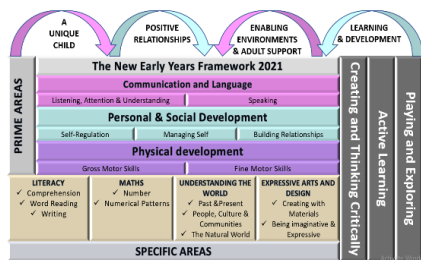 A
UNIQUE
CHILD
POSITIVE
RELATIONSHIPS
ENABLING
ENVIRONMENTS
& ADULT SUPPORT
LEARNING
& DEVELOPMENT
PRIME AREAS
The New Early Years Framework 2021
Communication and Language
Listening, Attention & Understanding
Speaking
Personal & Social Development
Self-Regulation
Managing Self
Building Relationships
Physical development
Gross Motor Skills
Fine Motor Skills
LITERACY
✓ Comprehension
✓ Word Reading
✓ Writing
MATHS
✓ Number
✓ Numerical Patterns
UNDERSTANDING THE
WORLD
✓ Past &Present
✓ People, Culture &
Communities
✓ The Natural World
EXPRESSIVE ARTS AND
DESIGN
✓ Creating with
Materials
✓ Being imaginative &
Expressive
SPECIFIC AREAS
Creating and Thinking Critically
Active Learning
Playing and Exploring